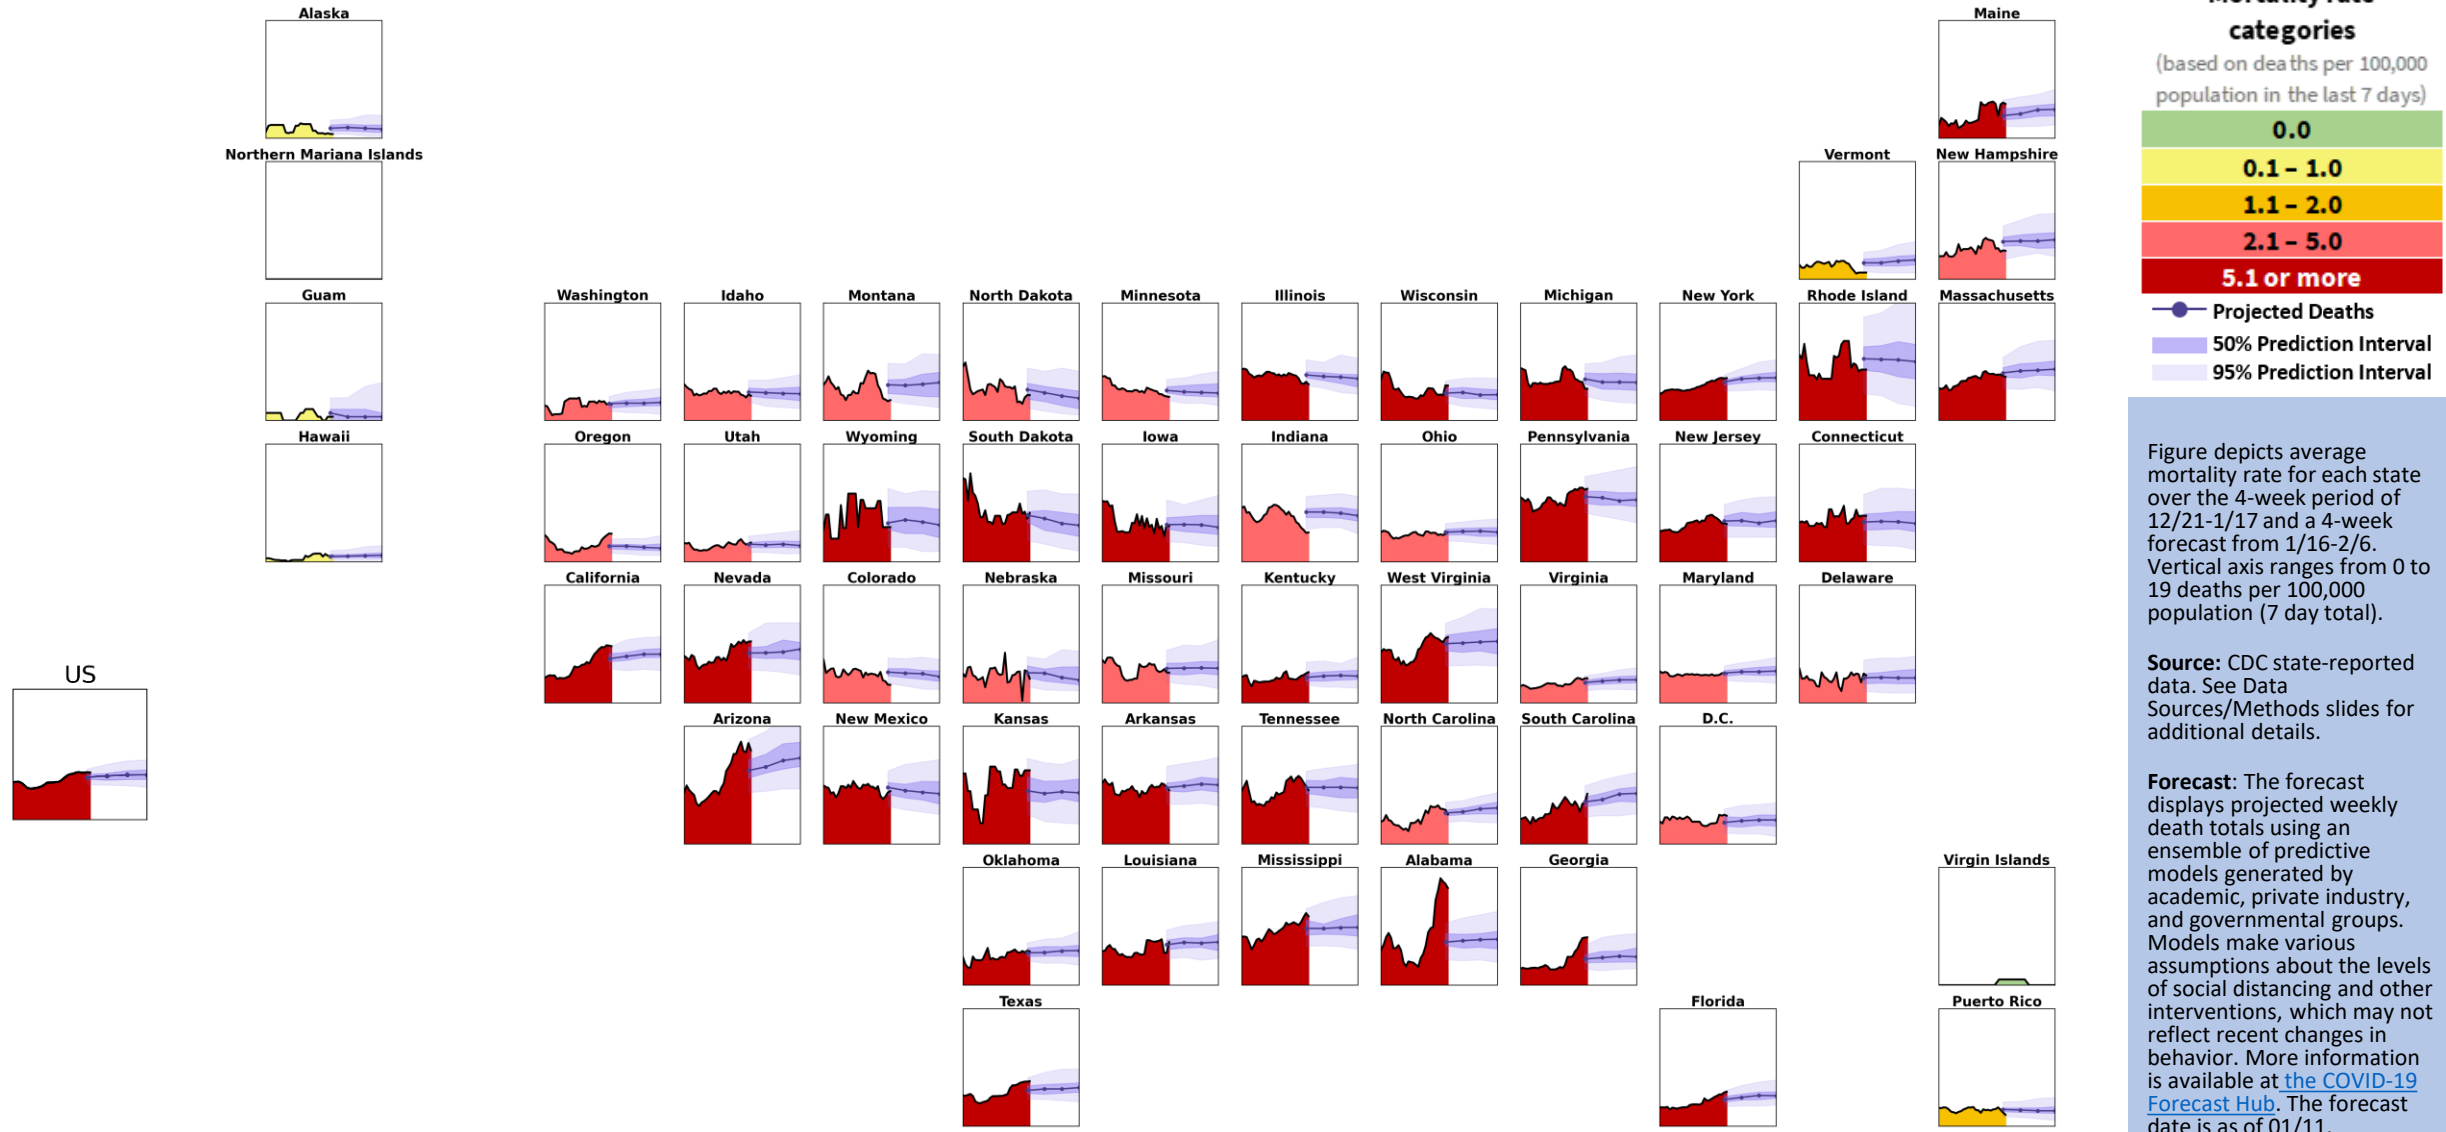 Alaska
Maine
Mortality rate
categories
(based on deaths per 100,000
population in the last 7 days)
0.0
0.1 – 1.0
1.1 – 2.0
2.1 – 5.0
5.1 or more
Projected Deaths
50% Prediction Interval
95% Prediction Interval
Northern Mariana Islands
Vermont
New Hampshire
Guam
Washington
Idaho
Montana
North Dakota
Minnesota
Illinois
Wisconsin
Michigan
New York
Rhode Island
Massachusetts
Hawaii
Oregon
Utah
Wyoming
South Dakota
Iowa
Indiana
Ohio
Pennsylvania
New Jersey
Connecticut
California
Nevada
Colorado
Nebraska
Missouri
Kentucky
West Virginia
Virginia
Maryland
Delaware
US
Arizona
New Mexico
Kansas
Arkansas
Tennessee
North Carolina
South Carolina
D.C.
Oklahoma
Louisiana
Mississippi
Alabama
Georgia
Virgin Islands
Texas
Florida
Puerto Rico
Figure depicts average
mortality rate for each state
over the 4-week period of
12/21-1/17 and a 4-week
forecast from 1/16-2/6.
Vertical axis ranges from 0 to
19 deaths per 100,000
population (7 day total).
Source: CDC state-reported
data. See Data
Sources/Methods slides for
additional details.
Forecast: The forecast
displays projected weekly
death totals using an
ensemble of predictive
models generated by
academic, private industry,
and governmental groups.
Models make various
assumptions about the levels
of social distancing and other
interventions, which may not
reflect recent changes in
behavior. More information
is available at the COVID-19
Forecast Hub. The forecast
date is as of 01/11.